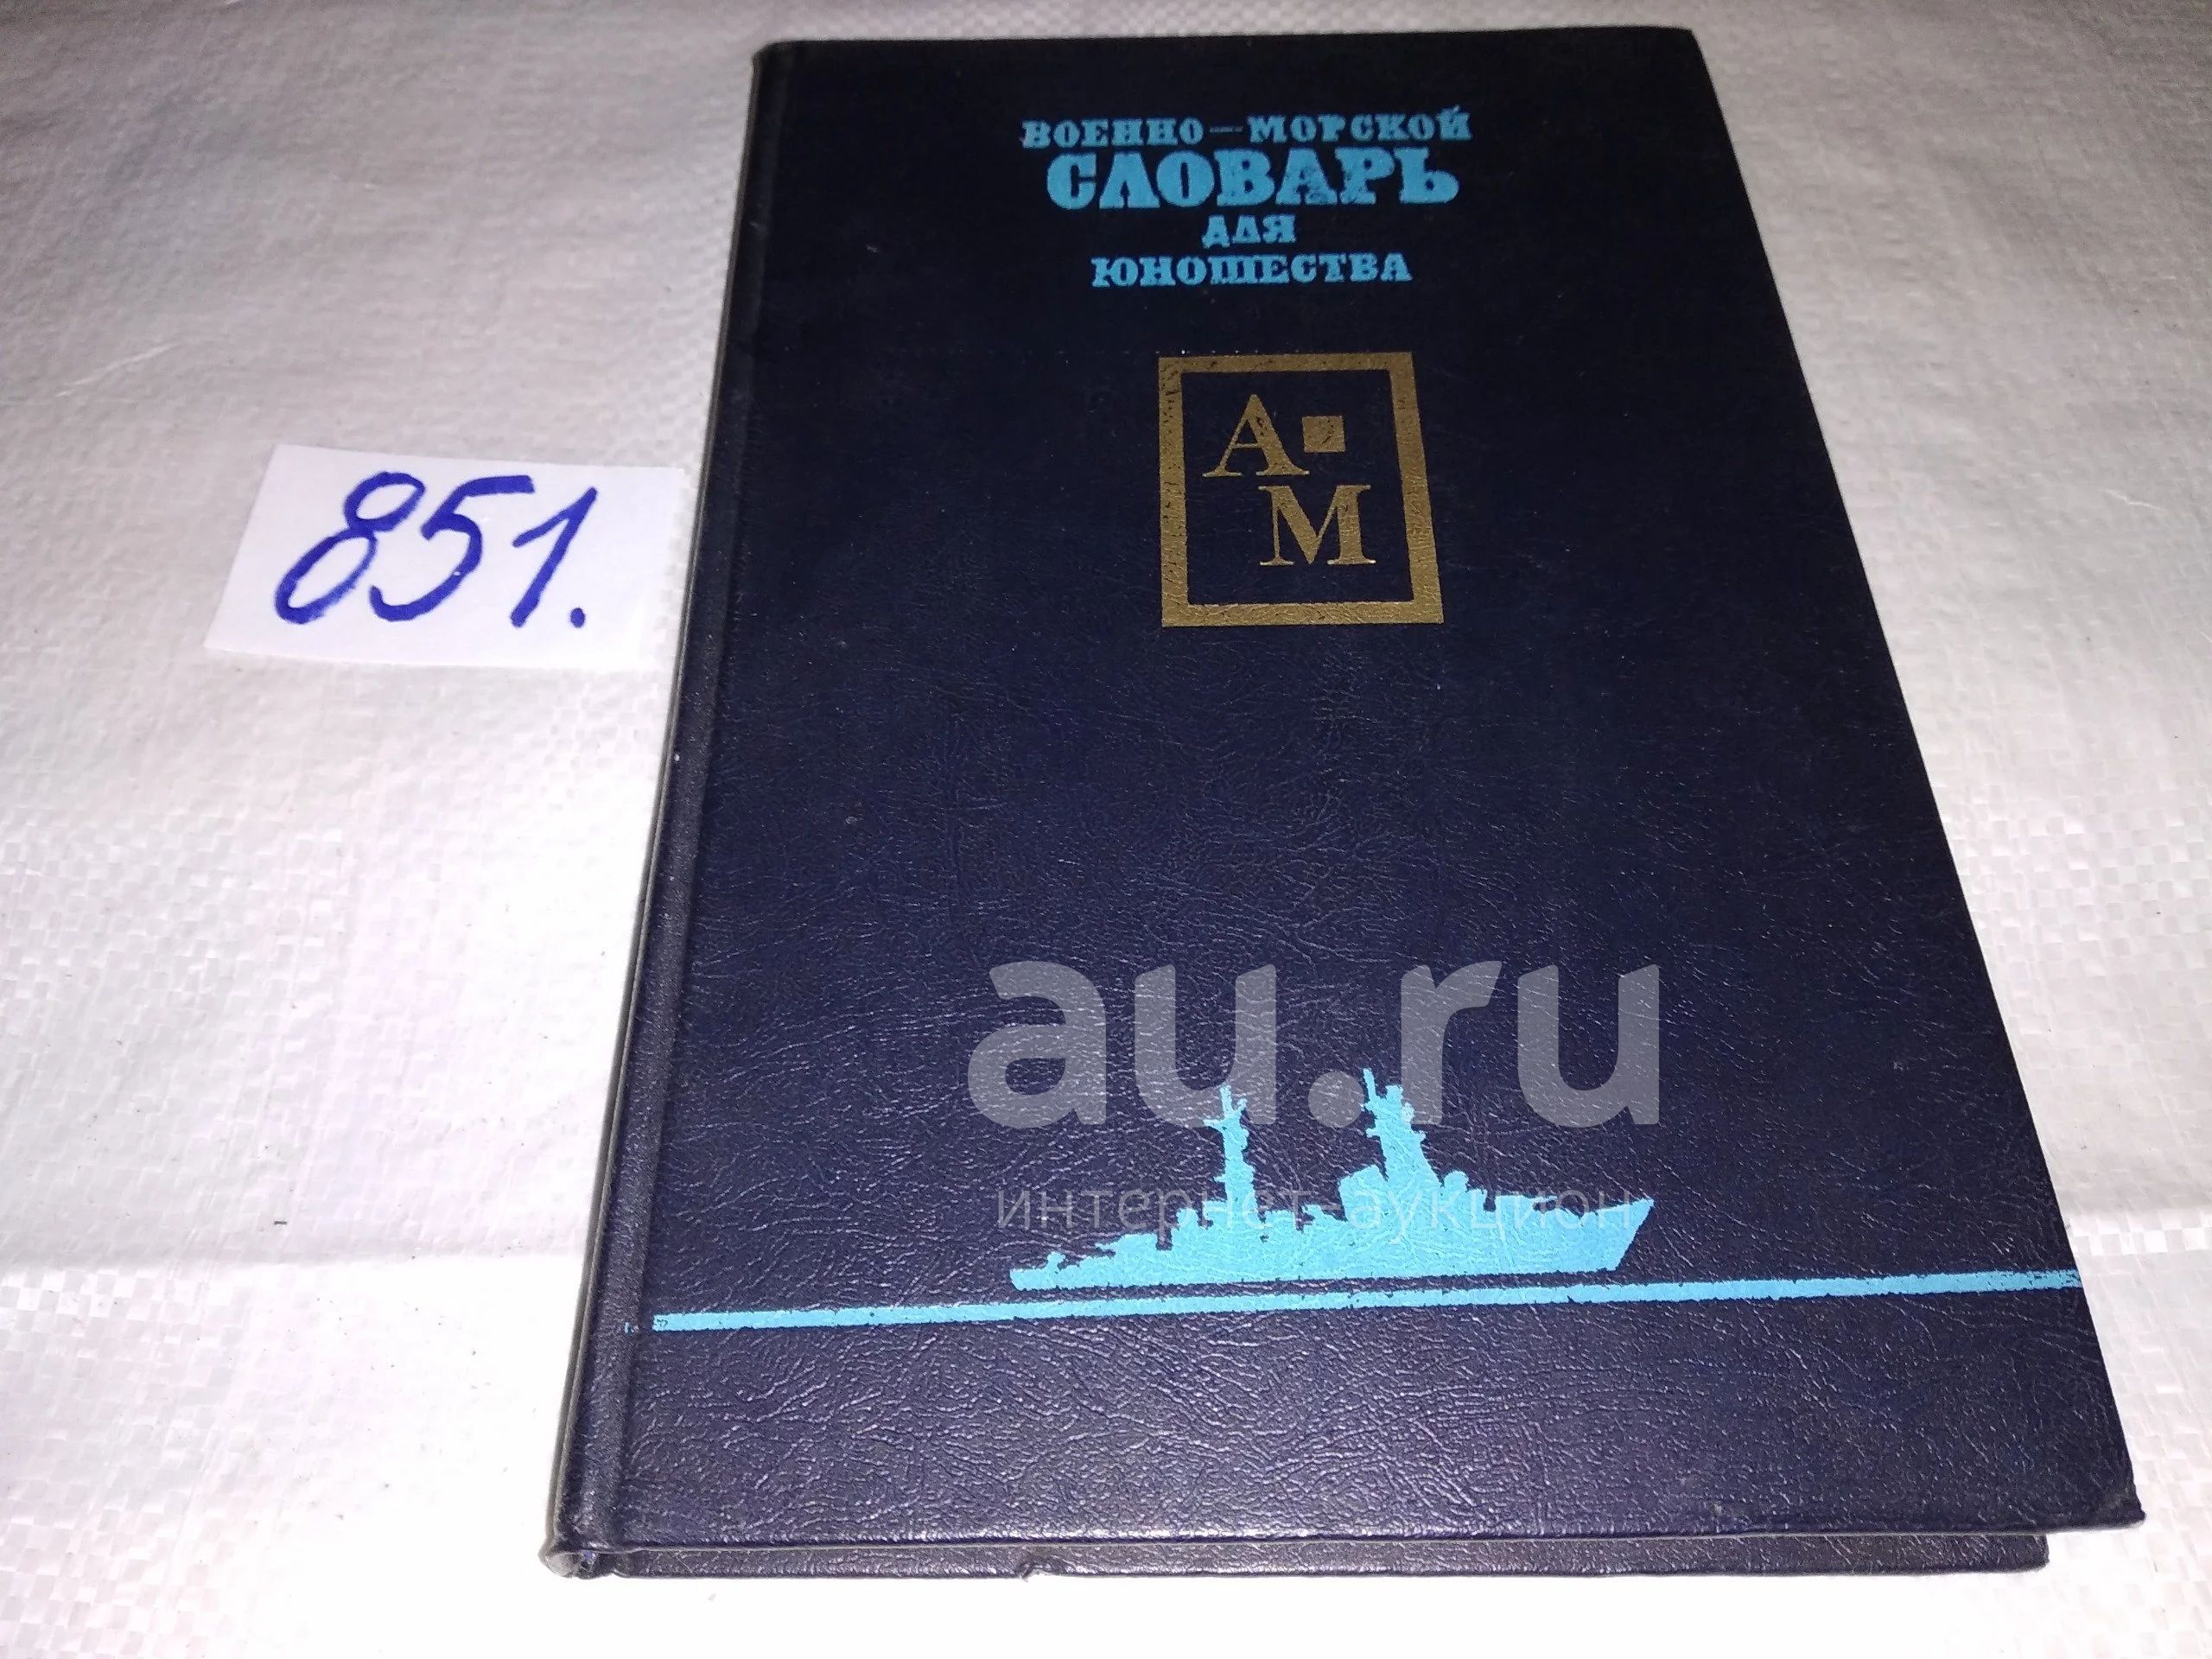 ВОЕННО-МОРСКОЙ
СЛОВАРЬ
ДЛЯ
ЮНОШЕСТВА
А
М
851.
au.ru
интернет-аукцион